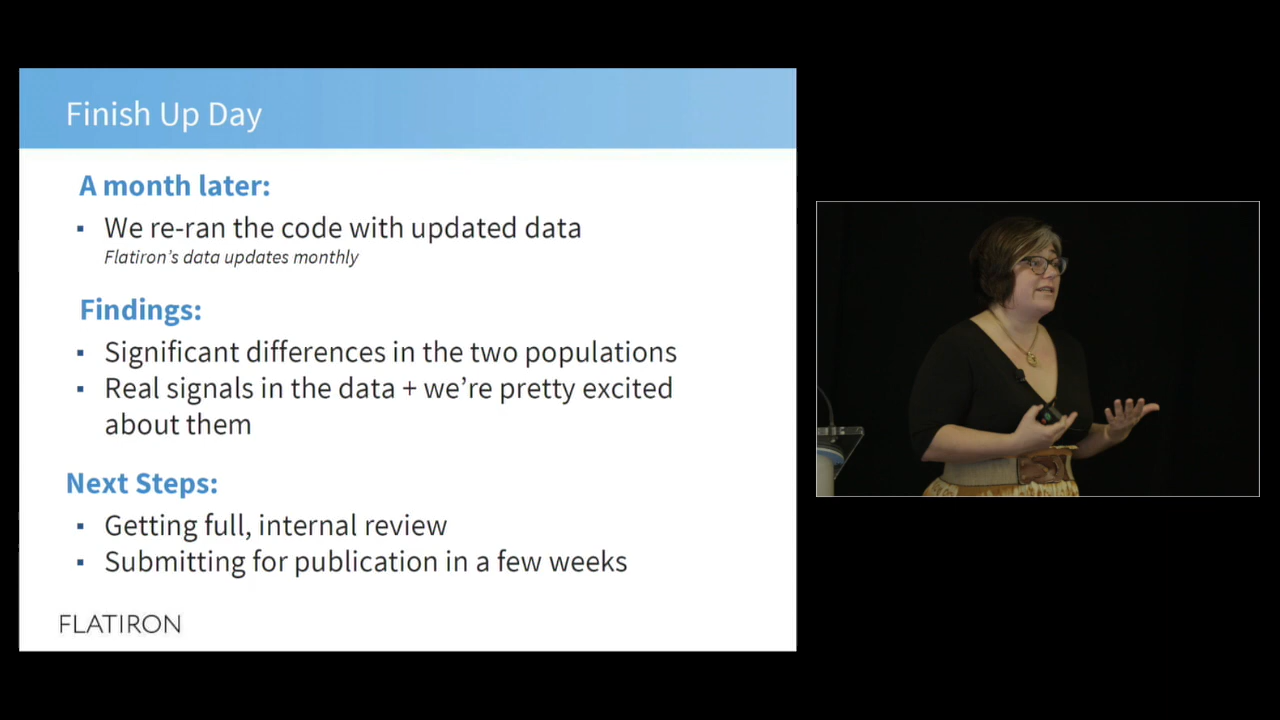 Finish Up Day
A month later:
▪ We re-ran the code with updated data
Flatiron's data updates monthly
Findings:
▪ Significant differences in the two populations
▪ Real signals in the data + we're pretty excited
about them
Next Steps:
▪ Getting full, internal review
▪ Submitting for publication in a few weeks
FLATIRON